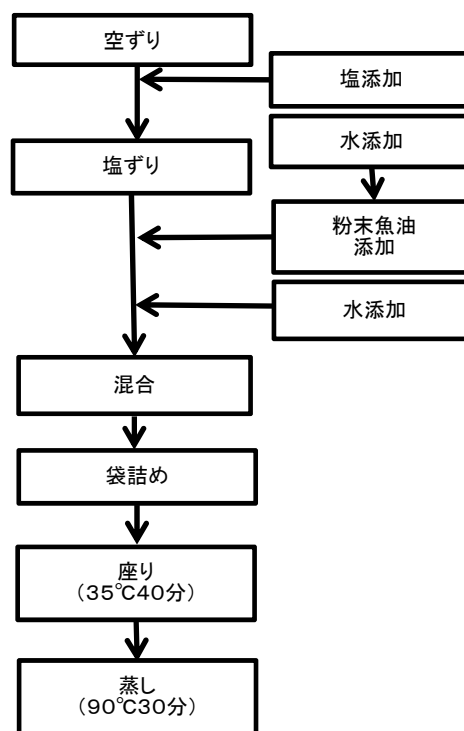 空ずり
塩添加
水添加
塩ずり
粉末魚油
添加
水添加
混合
袋詰め
座り
（35℃40分）
蒸し
（90℃30分）